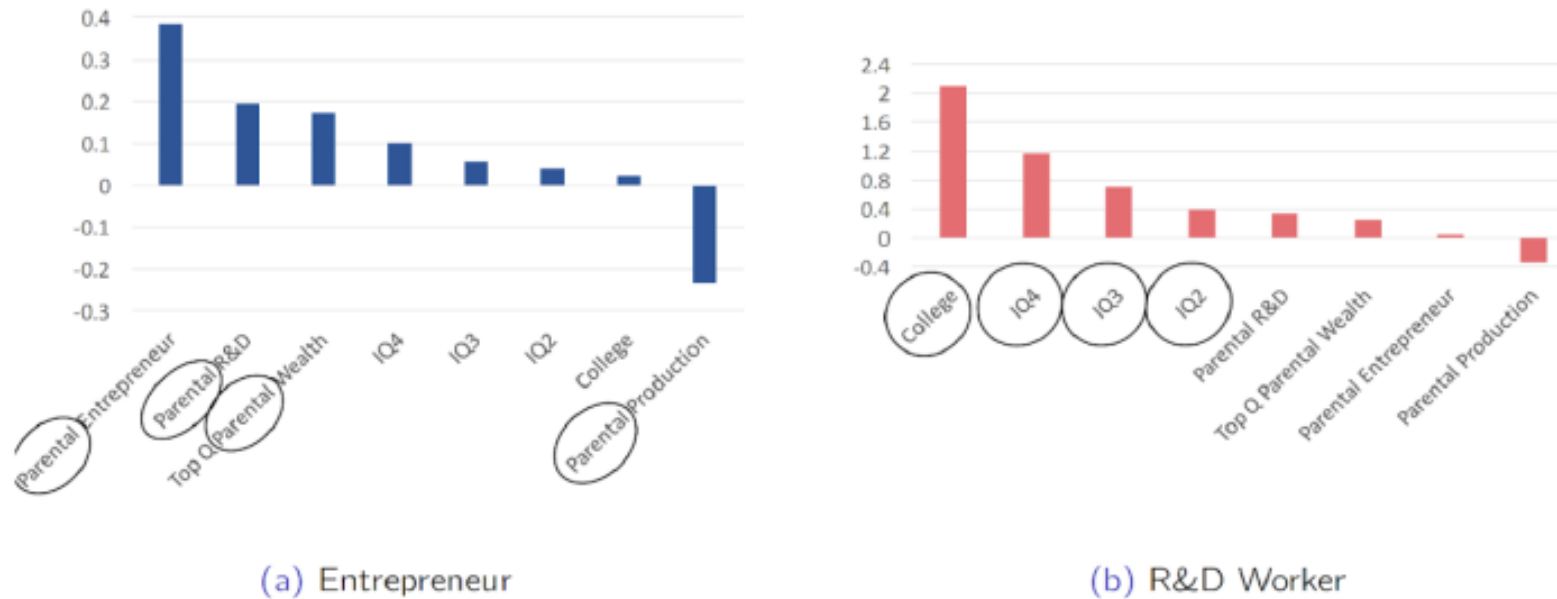 0.4
0.3
0.2
0.1
0
-0.1
-0.2
-0.3
Parental Entrepreneur
Parental R&D
Top Q Parental Wealth
IQ4
IQ3
IQ2
College
Parental Production
(a) Entrepreneur
2.4
2
1.6
1.2
0.8
0.4
0
-0.4
College
IQ4
IQ3
IQ2
Parental R&D
Top Q Parental Wealth
Parental Entrepreneur
Parental Production
(b) R&D Worker